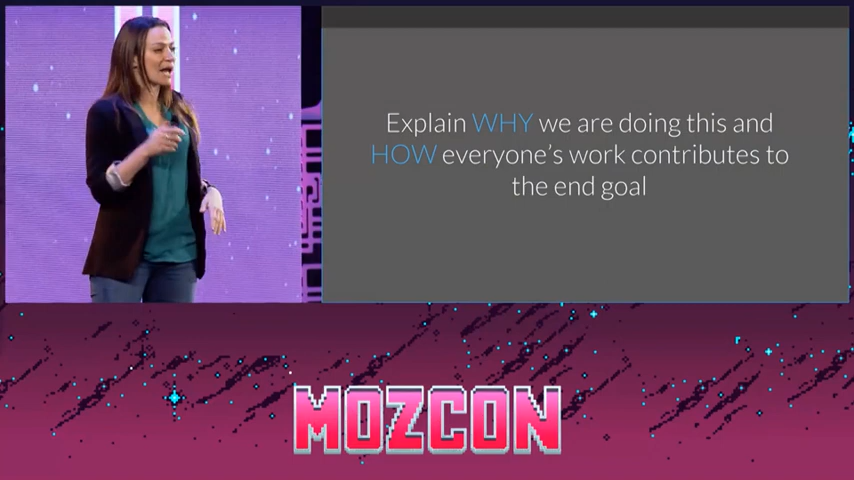 Explain WHY we are doing this and
HOW everyone's work contributes to
the end goal
MOZCON